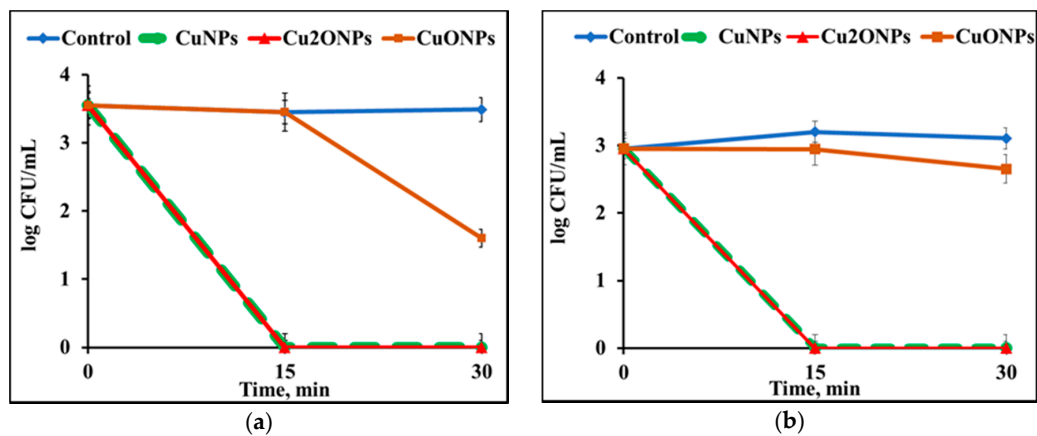 Control CuNPs Cu2ONPs CuONPs
4
3
2
1
0
log CFU/mL
0 15 30
Time, min
(a)
Control CuNPs Cu2ONPs CuONPs
4
3
2
1
0
log CFU/mL
0 15 30
Time, min
(b)